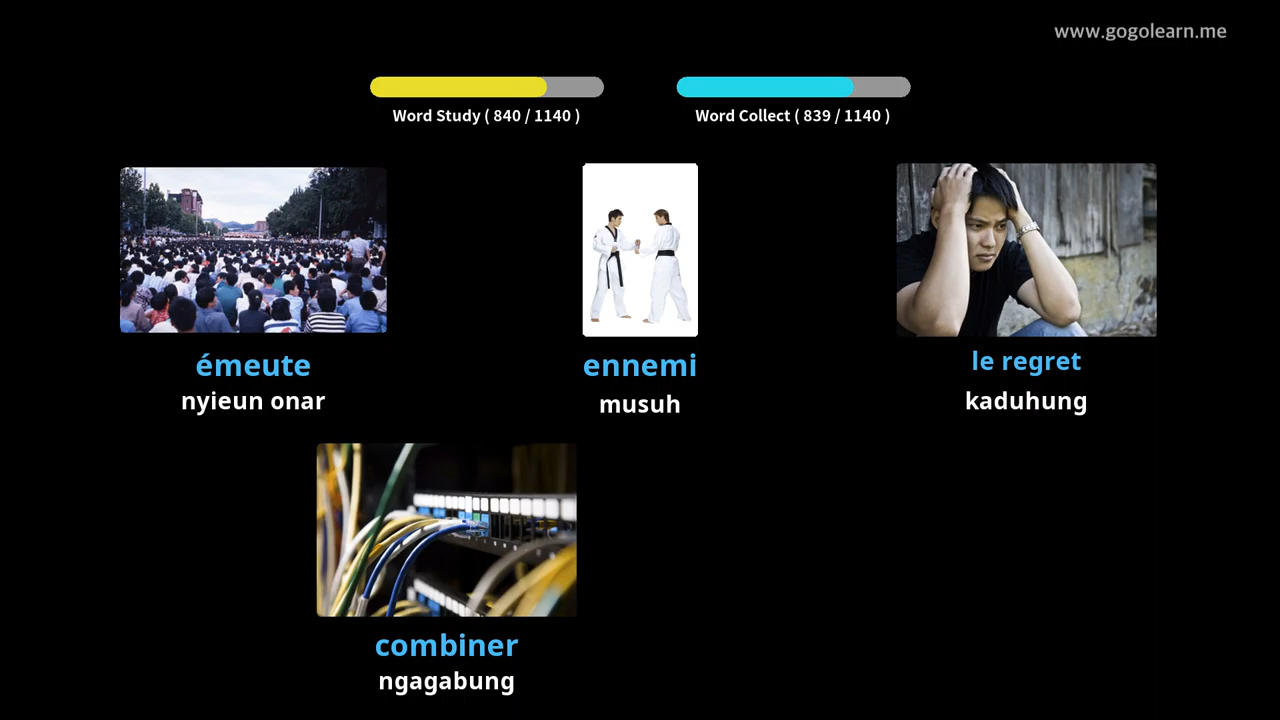 www.gogolearn.me
Word Study ( 840 / 1140 )
Word Collect ( 839 / 1140 )
émeute
nyieun onar
ennemi
musuh
le regret
kaduhung
combiner
ngagabung